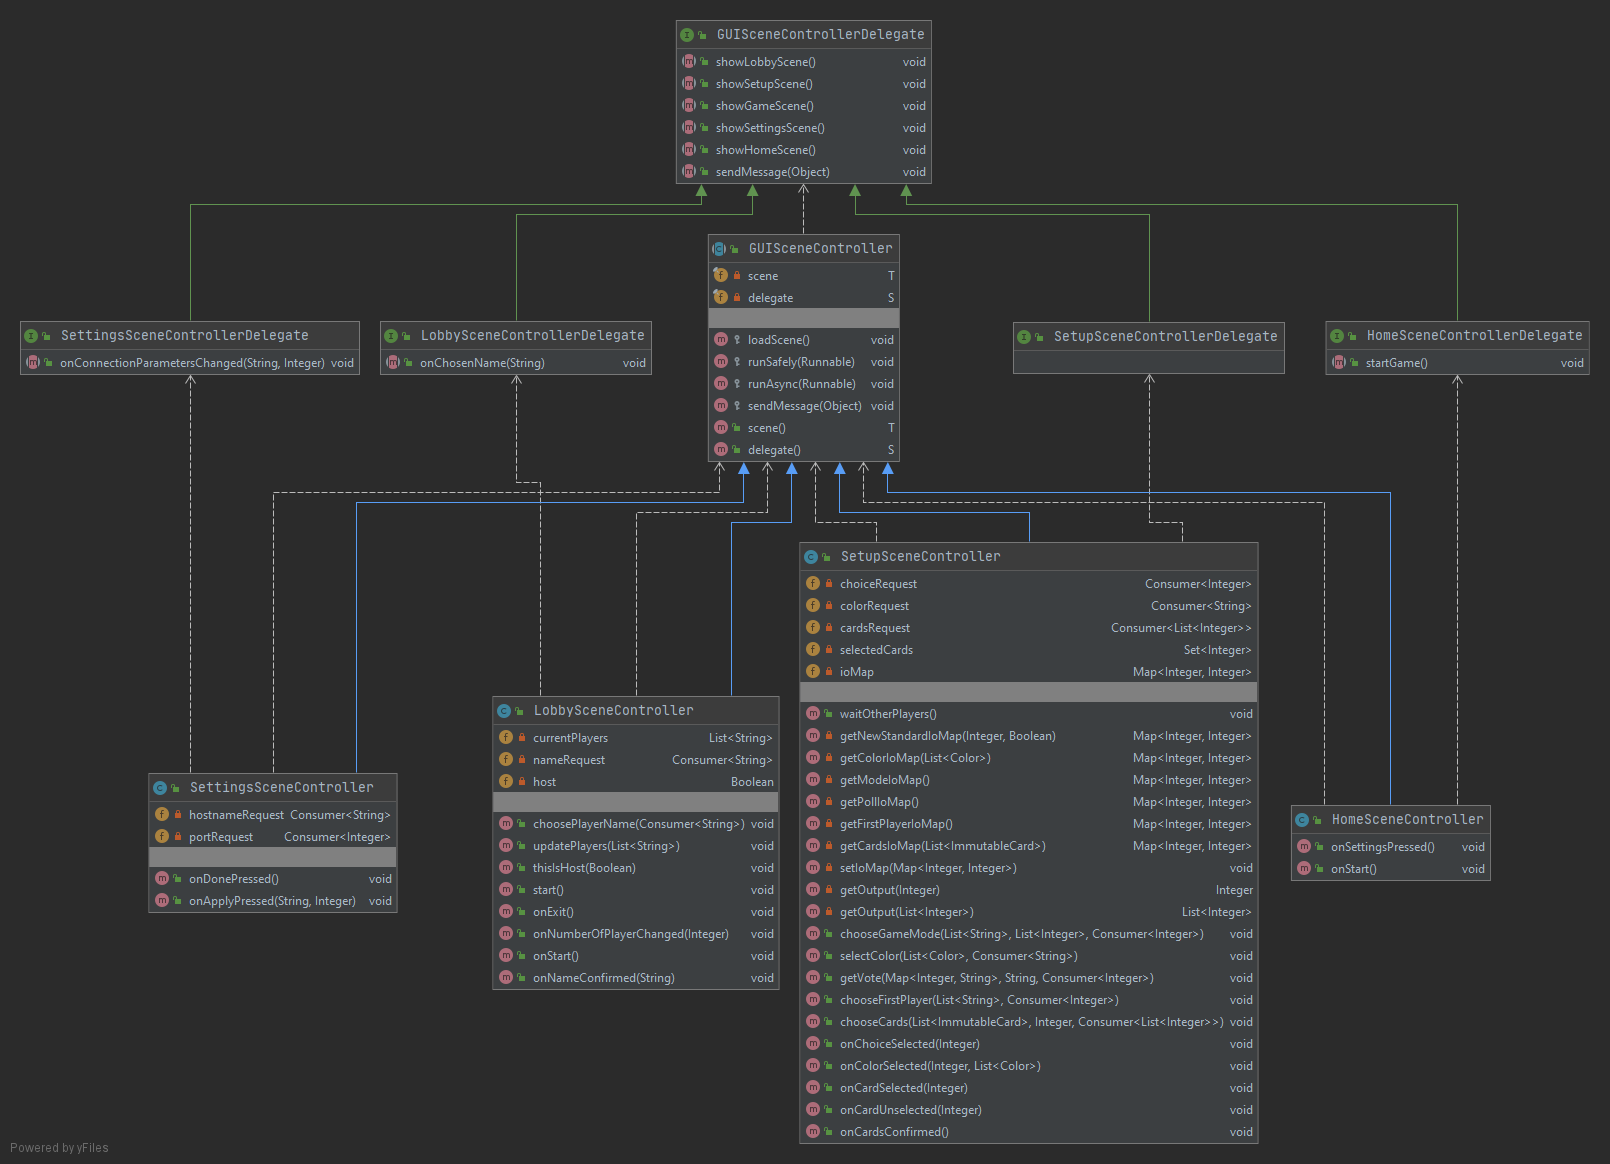 GUISceneControllerDelegate
showLobbyScene() void
showSetupScene() void
showGameScene() void
showSettingsScene() void
showHomeScene() void
sendMessage(Object) void
GUISceneController
scene T
delegate S
loadScene() void
runSafely(Runnable) void
runAsync(Runnable) void
sendMessage(Object) void
scene() T
delegate() S
SettingsSceneControllerDelegate
onConnectionParametersChanged(String, Integer) void
LobbySceneControllerDelegate
onChosenName(String) void
SetupSceneControllerDelegate
HomeSceneControllerDelegate
startGame() void
SetupSceneController
choiceRequest Consumer<Integer>
colorRequest Consumer<String>
cardsRequest Consumer<List<Integer>>
selectedCards Set<Integer>
ioMap Map<Integer, Integer>
waitOtherPlayers() void
getNewStandardIoMap(Integer, Boolean) Map<Integer, Integer>
getColorIoMap(List<Color>) Map<Integer, Integer>
getModeIoMap() Map<Integer, Integer>
getPollIoMap() Map<Integer, Integer>
getFirstPlayerIoMap() Map<Integer, Integer>
getCardsIoMap(List<ImmutableCard>) Map<Integer, Integer>
setIoMap(Map<Integer, Integer>) void
getOutput(Integer) Integer
getOutput(List<Integer>) List<Integer>
chooseGameMode(List<String>, List<Integer>, Consumer<Integer>) void
selectColor(List<Color>, Consumer<String>) void
getVote(Map<Integer, String>, String, Consumer<Integer>) void
chooseFirstPlayer(List<String>, Consumer<Integer>) void
chooseCards(List<ImmutableCard>, Integer, Consumer<List<Integer>>) void
onChoiceSelected(Integer) void
onColorSelected(Integer, List<Color>) void
onCardSelected(Integer) void
onCardUnselected(Integer) void
onCardsConfirmed() void
LobbySceneController
currentPlayers List<String>
nameRequest Consumer<String>
host Boolean
choosePlayerName(Consumer<String>) void
updatePlayers(List<String>) void
thisIsHost(Boolean) void
start() void
onExit() void
onNumberOfPlayerChanged(Integer) void
onStart() void
onNameConfirmed(String) void
SettingsSceneController
hostnameRequest Consumer<String>
portRequest Consumer<Integer>
onDonePressed() void
onApplyPressed(String, Integer) void
HomeSceneController
onSettingsPressed() void
onStart() void
Powered by yFiles